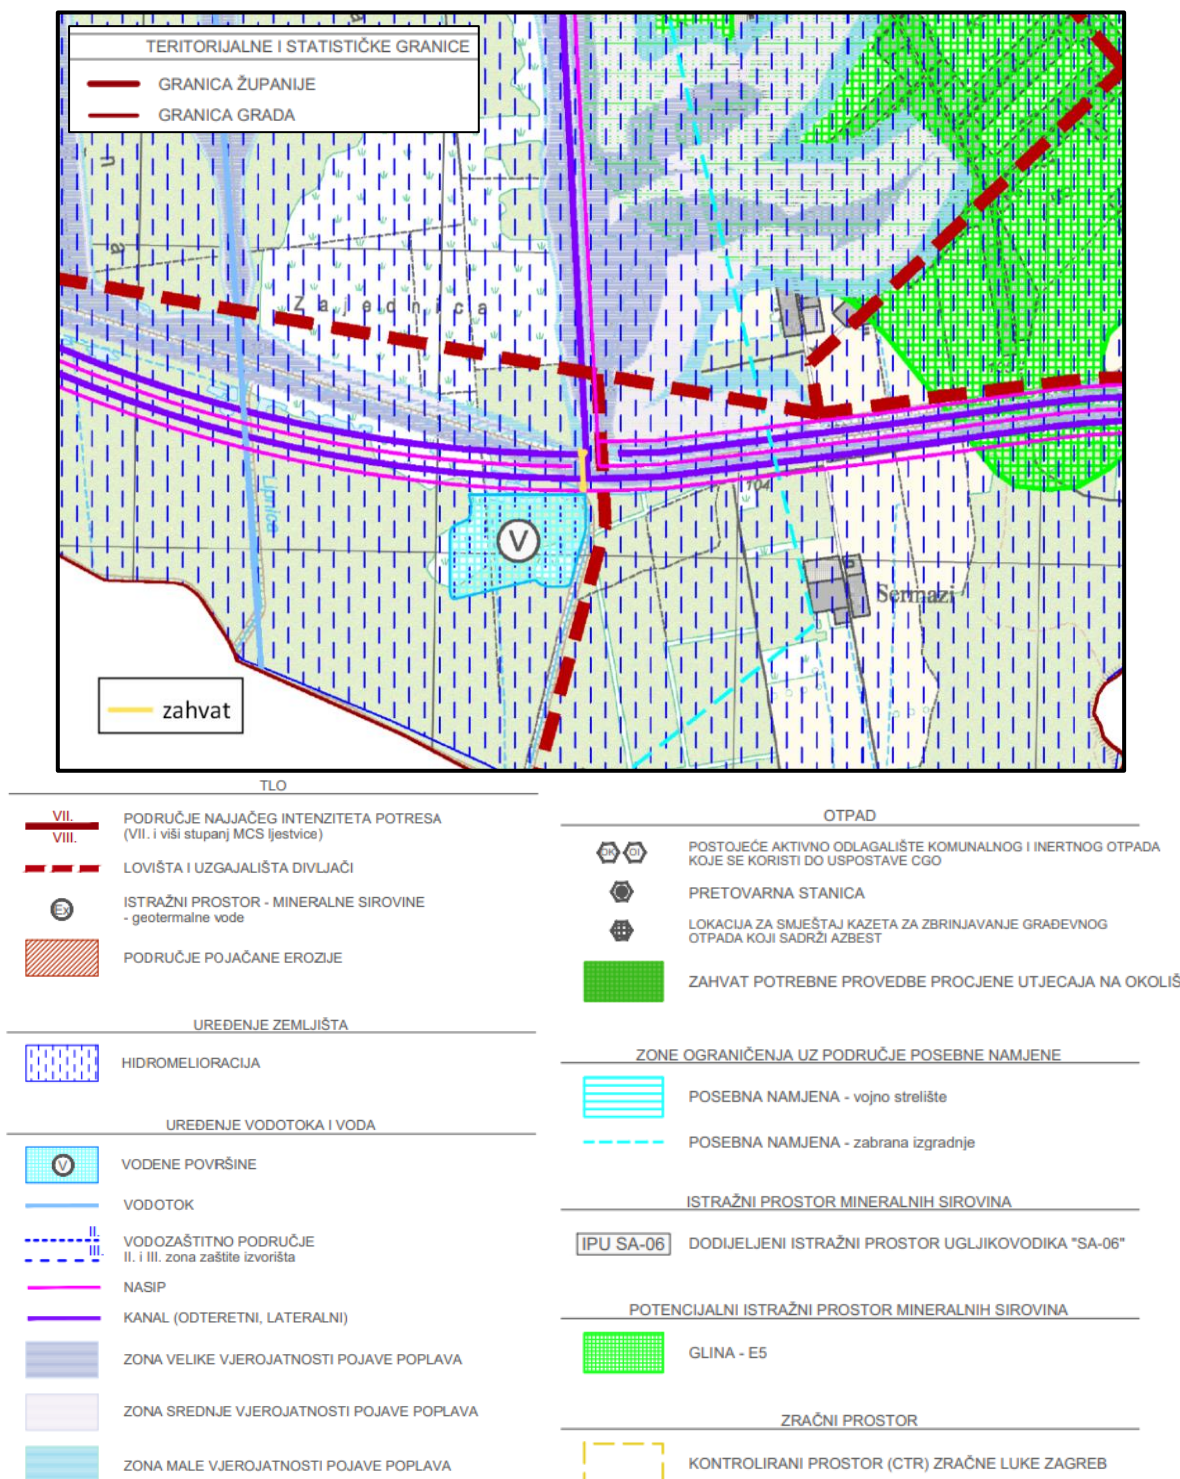 TERITORIJALNE I STATISTIČKE GRANICE
GRANICA ŽUPANIJE
GRANICA GRADA
Zajednica
Lipnica
V
104
Sermazi
zahvat
TLO
VII.
VIII.
PODRUČJE NAJJAČEG INTENZITETA POTRESA
(VII. i viši stupanj MCS ljestvice)
LOVIŠTA I UZGAJALIŠTA DIVLJAČI
Ex
ISTRAŽNI PROSTOR - MINERALNE SIROVINE
- geotermalne vode
PODRUČJE POJAČANE EROZIJE
UREĐENJE ZEMLJIŠTA
HIDROMELIORACIJA
UREĐENJE VODOTOKA I VODA
V
VODENE POVRŠINE
VODOTOK
II.
III.
VODOZAŠTITNO PODRUČJE
II. i III. zona zaštite izvorišta
NASIP
KANAL (ODTERETNI, LATERALNI)
ZONA VELIKE VJEROJATNOSTI POJAVE POPLAVA
ZONA SREDNJE VJEROJATNOSTI POJAVE POPLAVA
ZONA MALE VJEROJATNOSTI POJAVE POPLAVA
OTPAD
OK OI
POSTOJEĆE AKTIVNO ODLAGALIŠTE KOMUNALNOG I INERTNOG OTPADA
KOJE SE KORISTI DO USPOSTAVE CGO
PRETOVARNA STANICA
LOKACIJA ZA SMJEŠTAJ KAZETA ZA ZBRINJAVANJE GRAĐEVNOG
OTPADA KOJI SADRŽI AZBEST
ZAHVAT POTREBNE PROVEDBE PROCJENE UTJECAJA NA OKOLIŠ
ZONE OGRANIČENJA UZ PODRUČJE POSEBNE NAMJENE
POSEBNA NAMJENA - vojno strelište
POSEBNA NAMJENA - zabrana izgradnje
ISTRAŽNI PROSTOR MINERALNIH SIROVINA
IPU SA-06
DODIJELJENI ISTRAŽNI PROSTOR UGLJIKOVODIKA "SA-06"
POTENCIJALNI ISTRAŽNI PROSTOR MINERALNIH SIROVINA
GLINA - E5
ZRAČNI PROSTOR
KONTROLIRANI PROSTOR (CTR) ZRAČNE LUKE ZAGREB